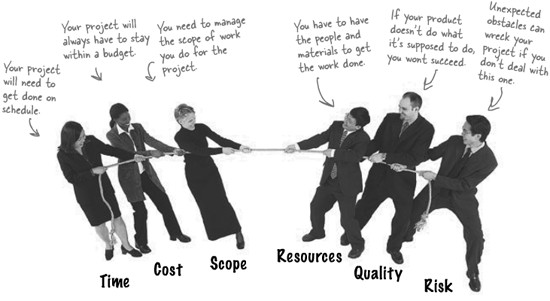 Your project
will need to
get done on
schedule.
Your project will
always have to stay
within a budget.
You need to manage
the scope of work
you do for the
project.
You have to have
the people and
materials to get
the work done.
If your product
doesn't do what
it's supposed to do,
you wont succeed.
Unexpected
obstacles can
wreck your
project if you
don't deal with
this one.
Time
Cost
Scope
Resources
Quality
Risk